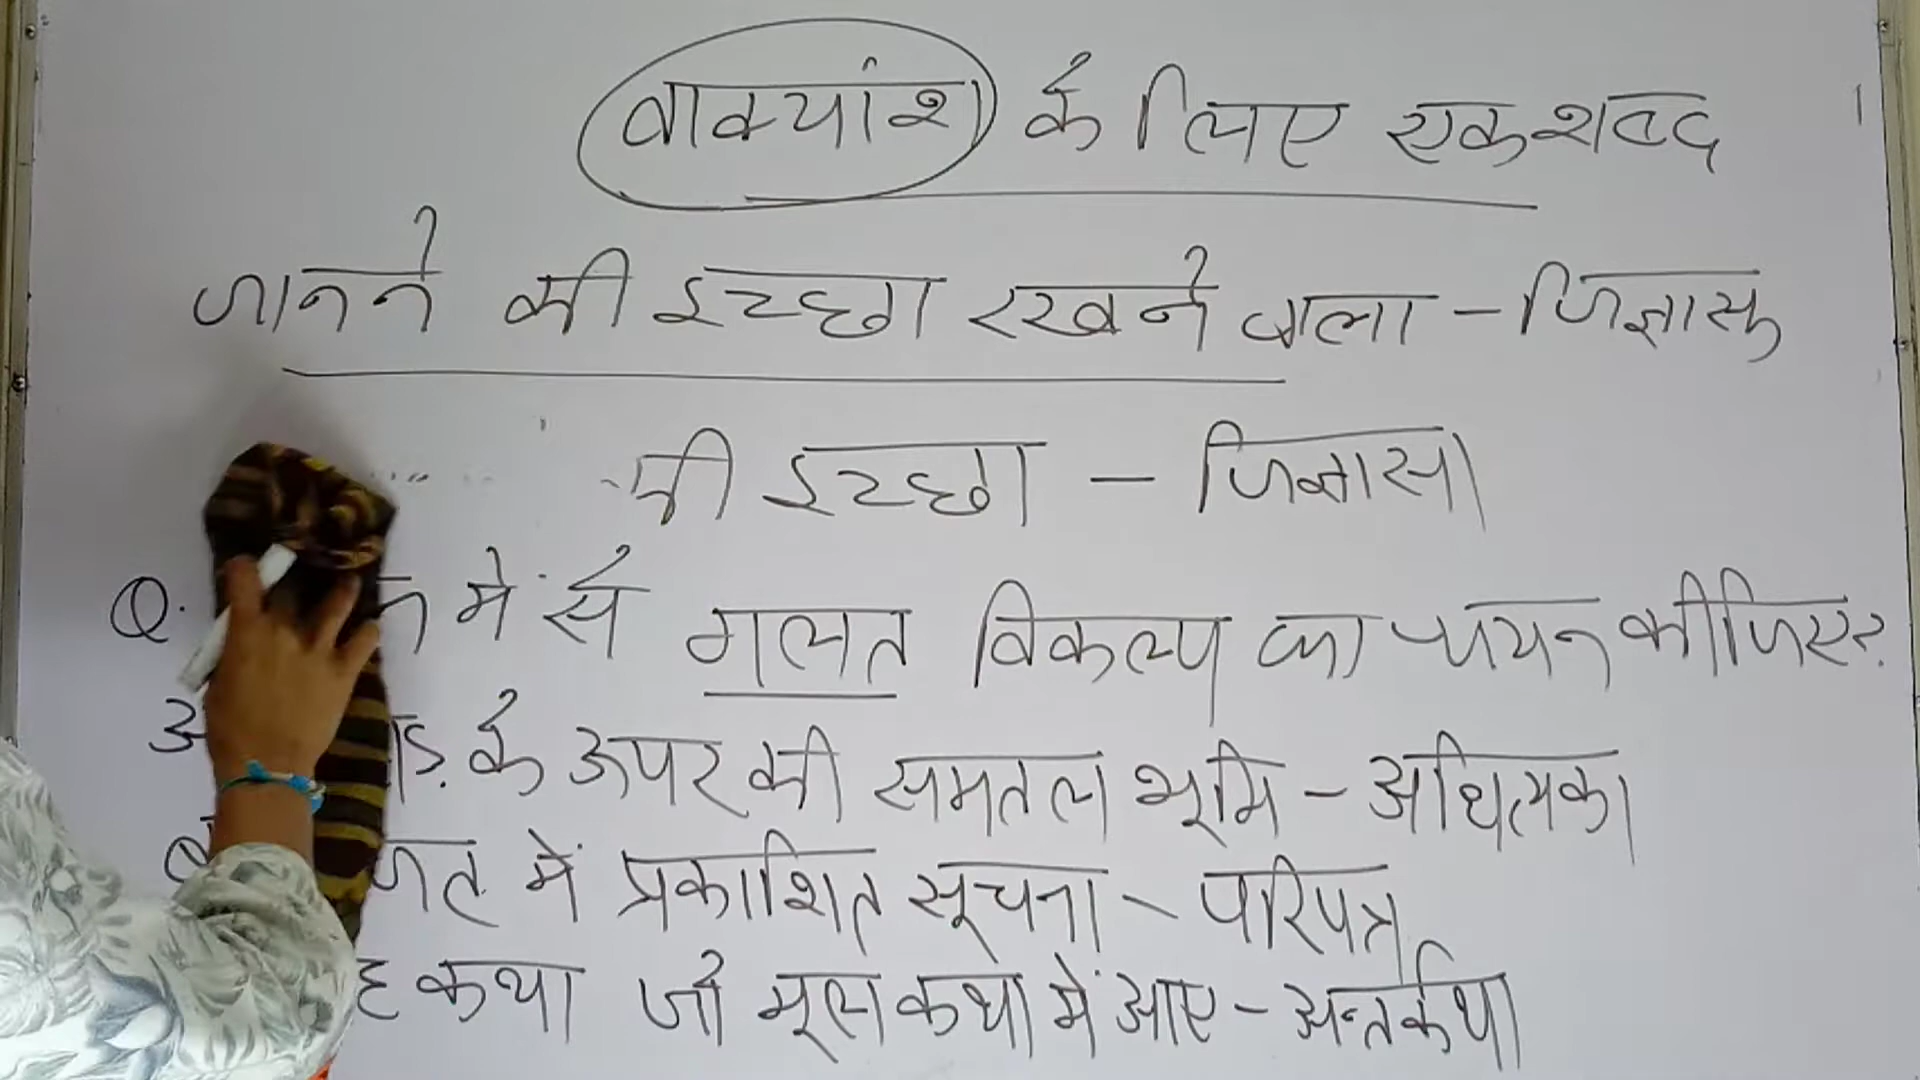 वाक्यांश के लिए एक शब्द
जानने की इच्छा रखने वाला - जिज्ञासु
की इच्छा - जिज्ञासा
Q. में से गलत विकल्प का चयन कीजिए?
के ऊपर की समतल भूमि - अधित्यका
में प्रकाशित सूचना - परिपत्र
कथा जो मूल कथा में आए - अन्तर्कथा